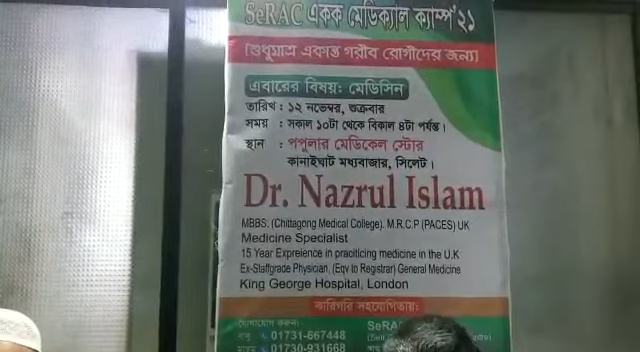 SeRAC একক মেডিক্যাল ক্যাম্প'২১
শুধুমাত্র একান্ত গরীব রোগীদের জন্য
এবারের বিষয়: মেডিসিন
তারিখ : ১২ নভেম্বর, শুক্রবার
সময় : সকাল ১০টা থেকে বিকাল ৪টা পর্যন্ত।
স্থান : পপুলার মেডিকেল স্টোর
কানাইঘাট মধ্যবাজার, সিলেট।
Dr. Nazrul Islam
MBBS. (Chittagong Medical College). M.R.C.P (PACES) UK
Medicine Specialist
15 Year Expreience in praoiticing medicine in the U.K
Ex-Staffgrade Physician, (Eqv to Registrar) General Medicine
King George Hospital, London
কারিগরি সহযোগিতায়:
যোগাযোগ করুন:
01731-667448
SeRA
01730-931668